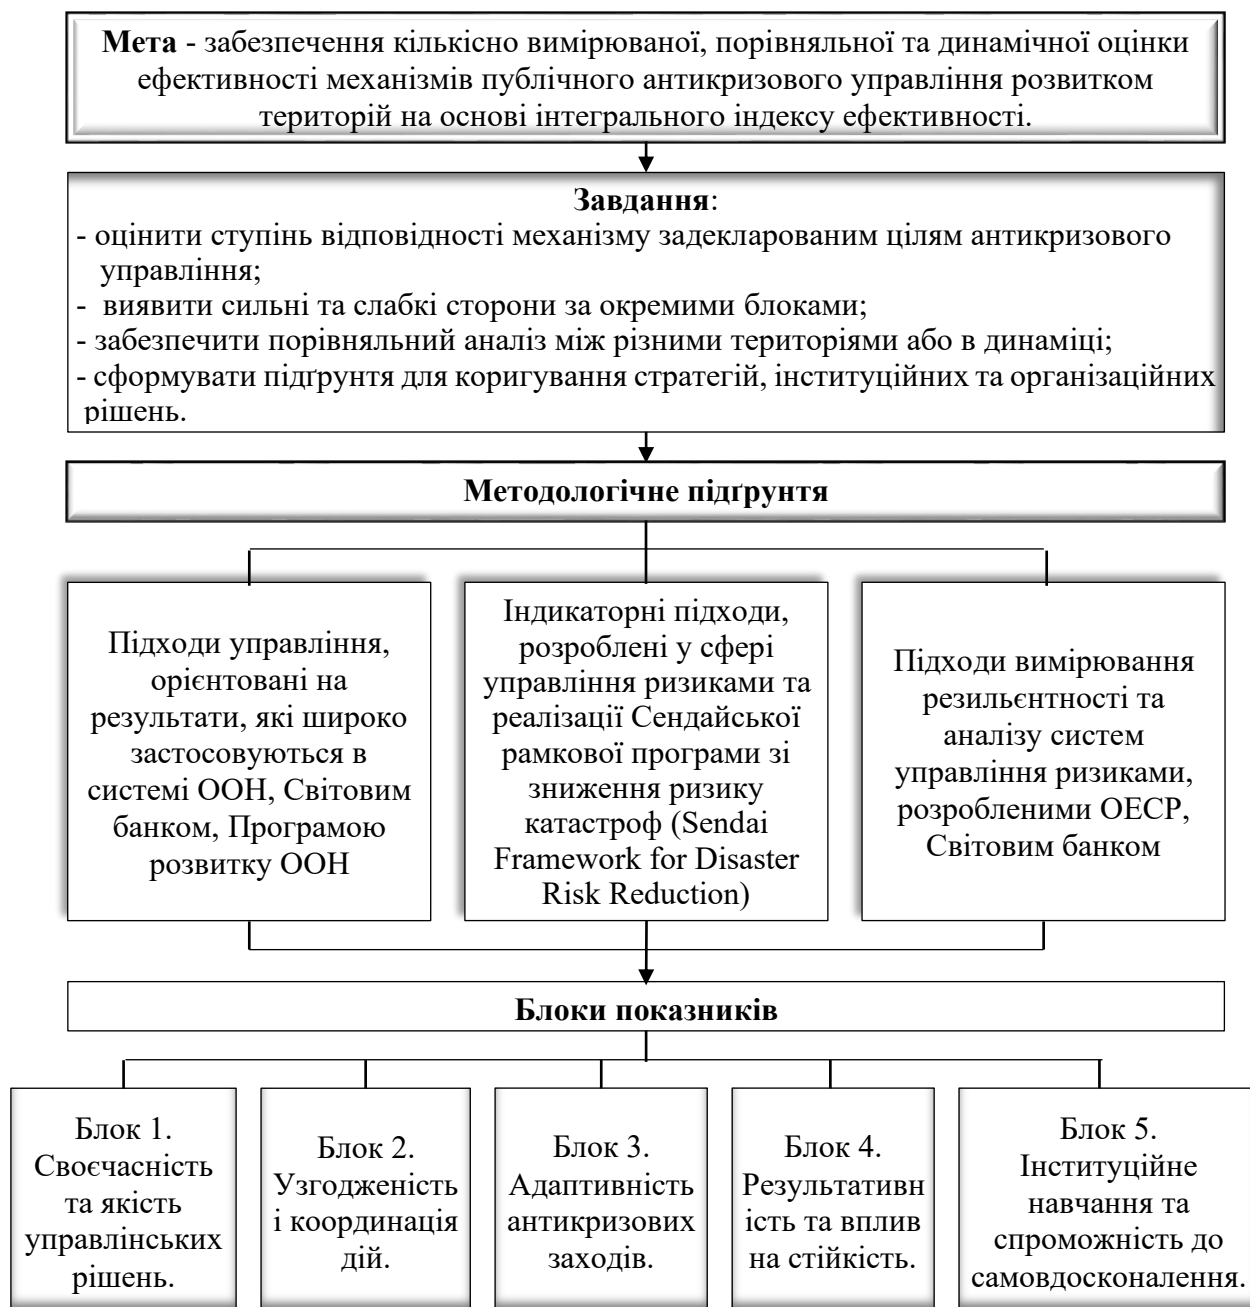 Мета - забезпечення кількісно вимірюваної, порівняльної та динамічної оцінки
ефективності механізмів публічного антикризового управління розвитком
територій на основі інтегрального індексу ефективності.
Завдання:
- оцінити ступінь відповідності механізму задекларованим цілям антикризового
управління;
- виявити сильні та слабкі сторони за окремими блоками;
- забезпечити порівняльний аналіз між різними територіями або в динаміці;
- сформувати підґрунтя для коригування стратегій, інституційних та організаційних
рішень.
Методологічне підґрунтя
Підходи управління,
орієнтовані на
результати, які широко
застосовуються в
системі ООН, Світовим
банком, Програмою
розвитку ООН
Індикаторні підходи,
розроблені у сфері
управління ризиками та
реалізації Сендайської
рамкової програми зі
зниження ризику
катастроф (Sendai
Framework for Disaster
Risk Reduction)
Підходи вимірювання
резильєнтності та
аналізу систем
управління ризиками,
розробленими ОЕСР,
Світовим банком
Блоки показників
Блок 1.
Своєчасність
та якість
управлінських
рішень.
Блок 2.
Узгодженість
і координація
дій.
Блок 3.
Адаптивність
антикризових
заходів.
Блок 4.
Результативн
ість та вплив
на стійкість.
Блок 5.
Інституційне
навчання та
спроможність до
самовдосконалення.